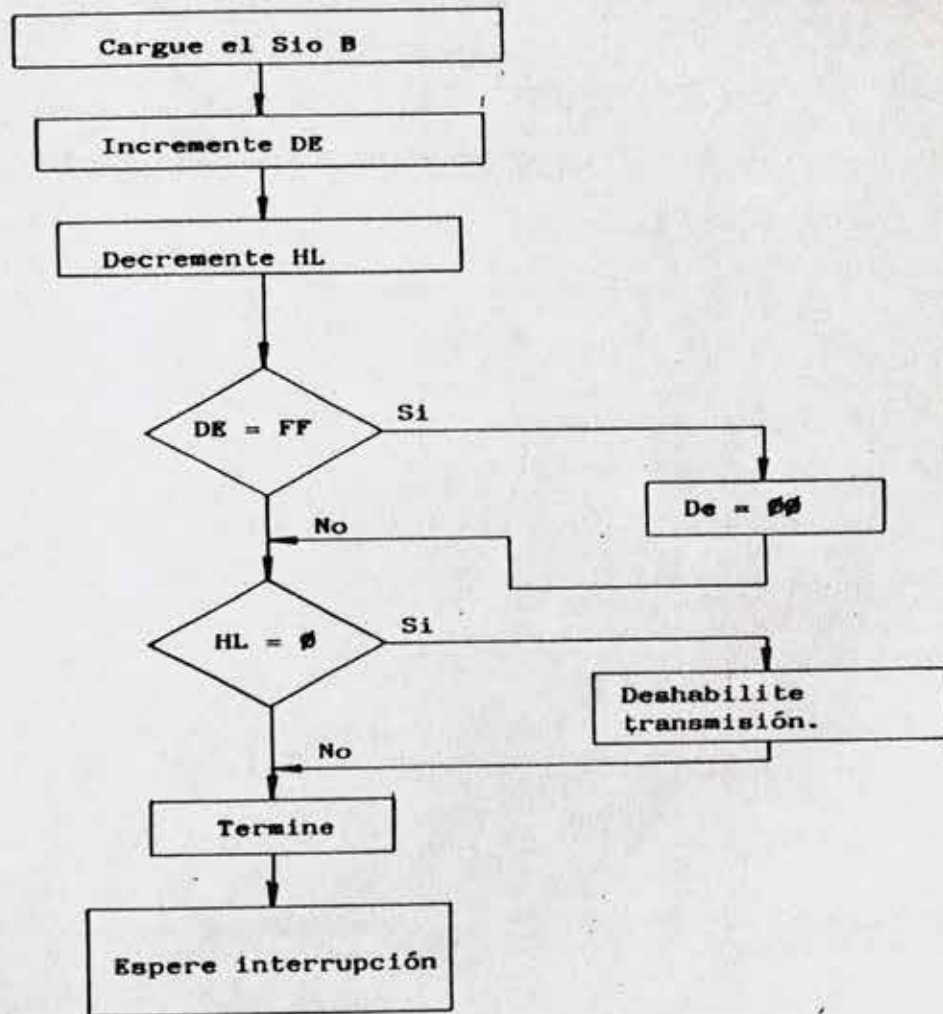 Cargue el Sio B
Incremente DE
Decremente HL
DE = FF
Si
De = ØØ
No
HL = Ø
Si
Deshabilite
transmisión.
No
Termine
Espere interrupción